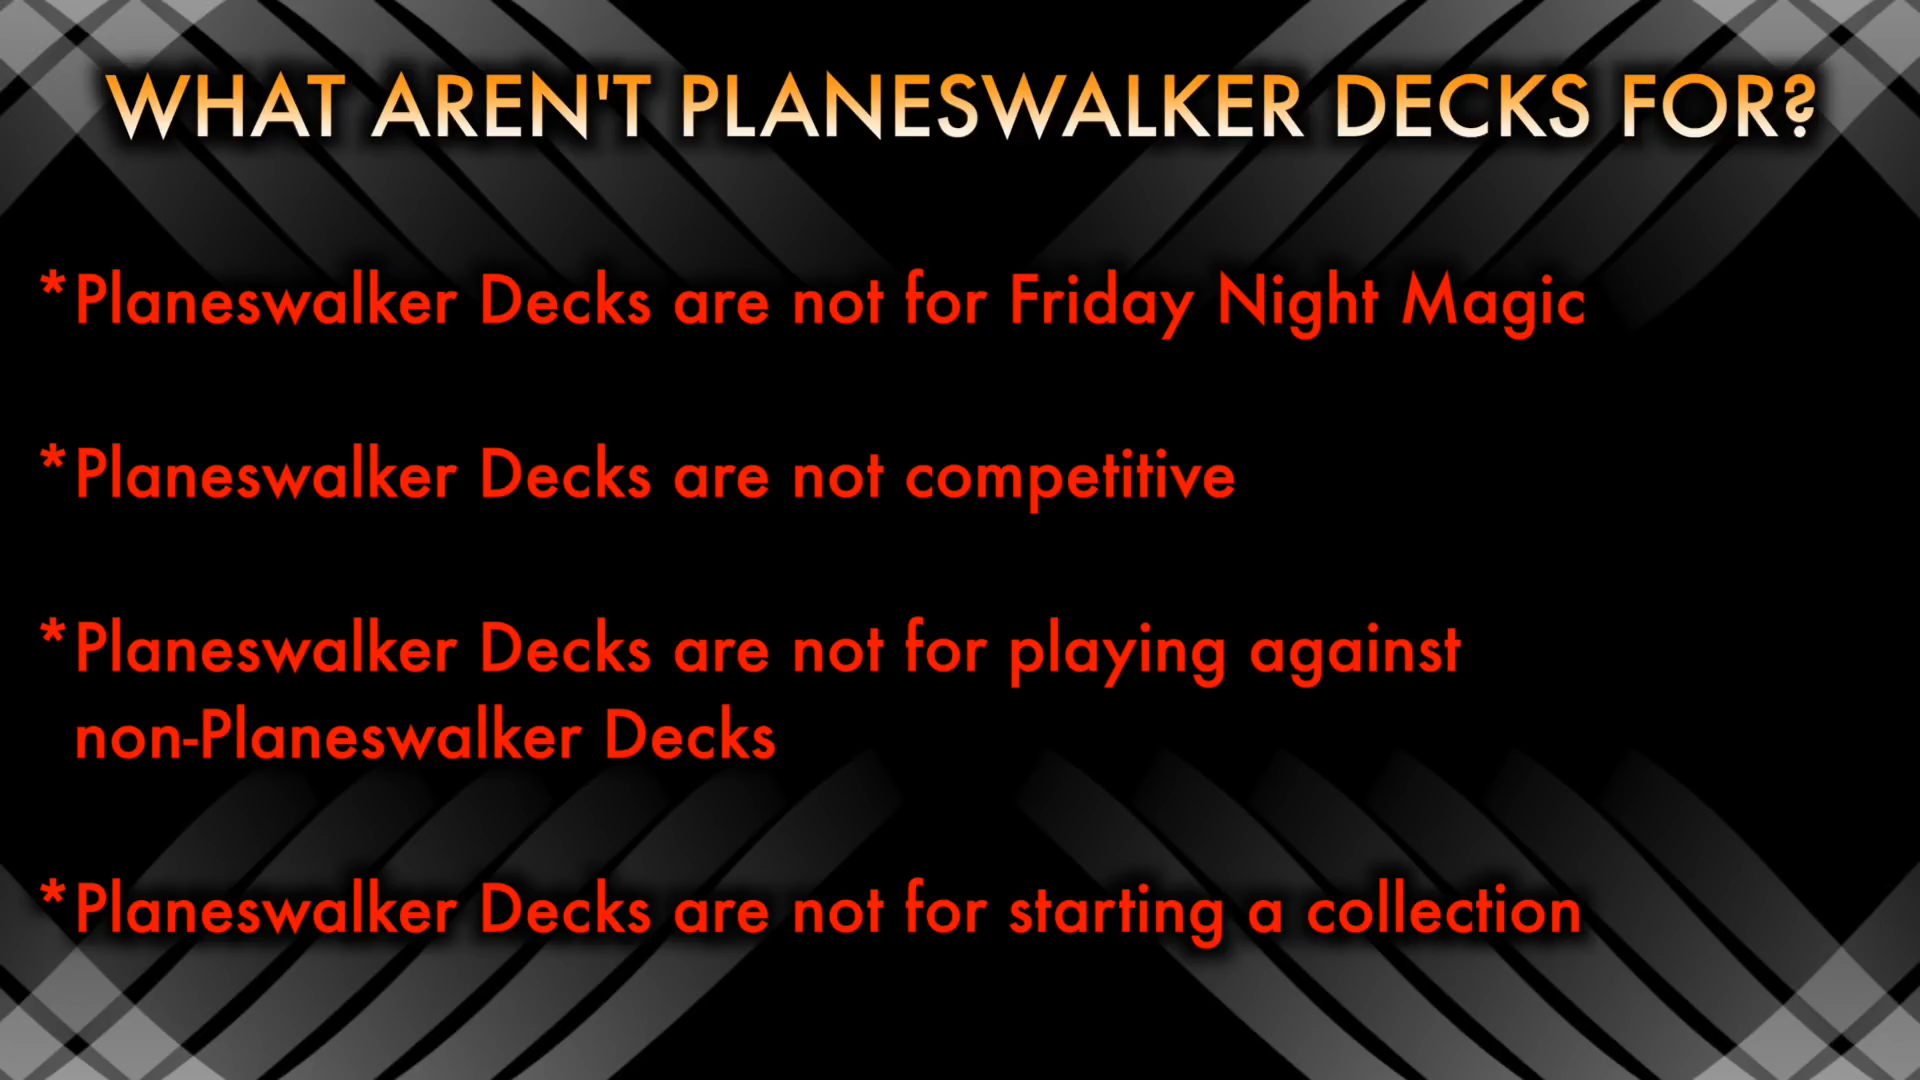 WHAT AREN'T PLANESWALKER DECKS FOR?
*Planeswalker Decks are not for Friday Night Magic
*Planeswalker Decks are not competitive
*Planeswalker Decks are not for playing against
non-Planeswalker Decks
*Planeswalker Decks are not for starting a collection